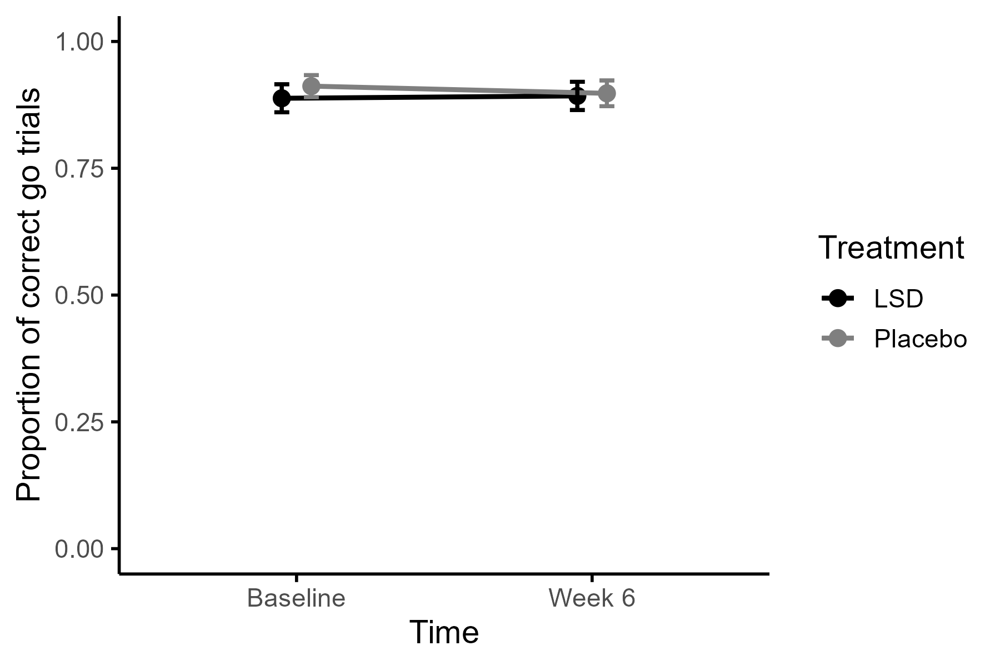 Proportion of correct go trials
1.00
0.75
0.50
0.25
0.00
Baseline
Week 6
Time
Treatment
LSD
Placebo